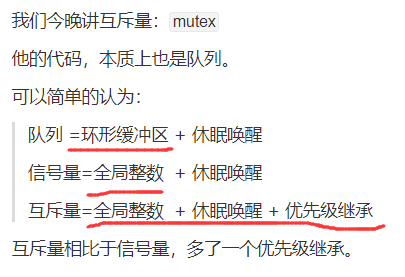 我们今晚讲互斥量：mutex
他的代码，本质上也是队列。
可以简单的认为：
队列 =环形缓冲区 + 休眠唤醒
信号量=全局整数 + 休眠唤醒
互斥量=全局整数 + 休眠唤醒 + 优先级继承
互斥量相比于信号量，多了一个优先级继承。